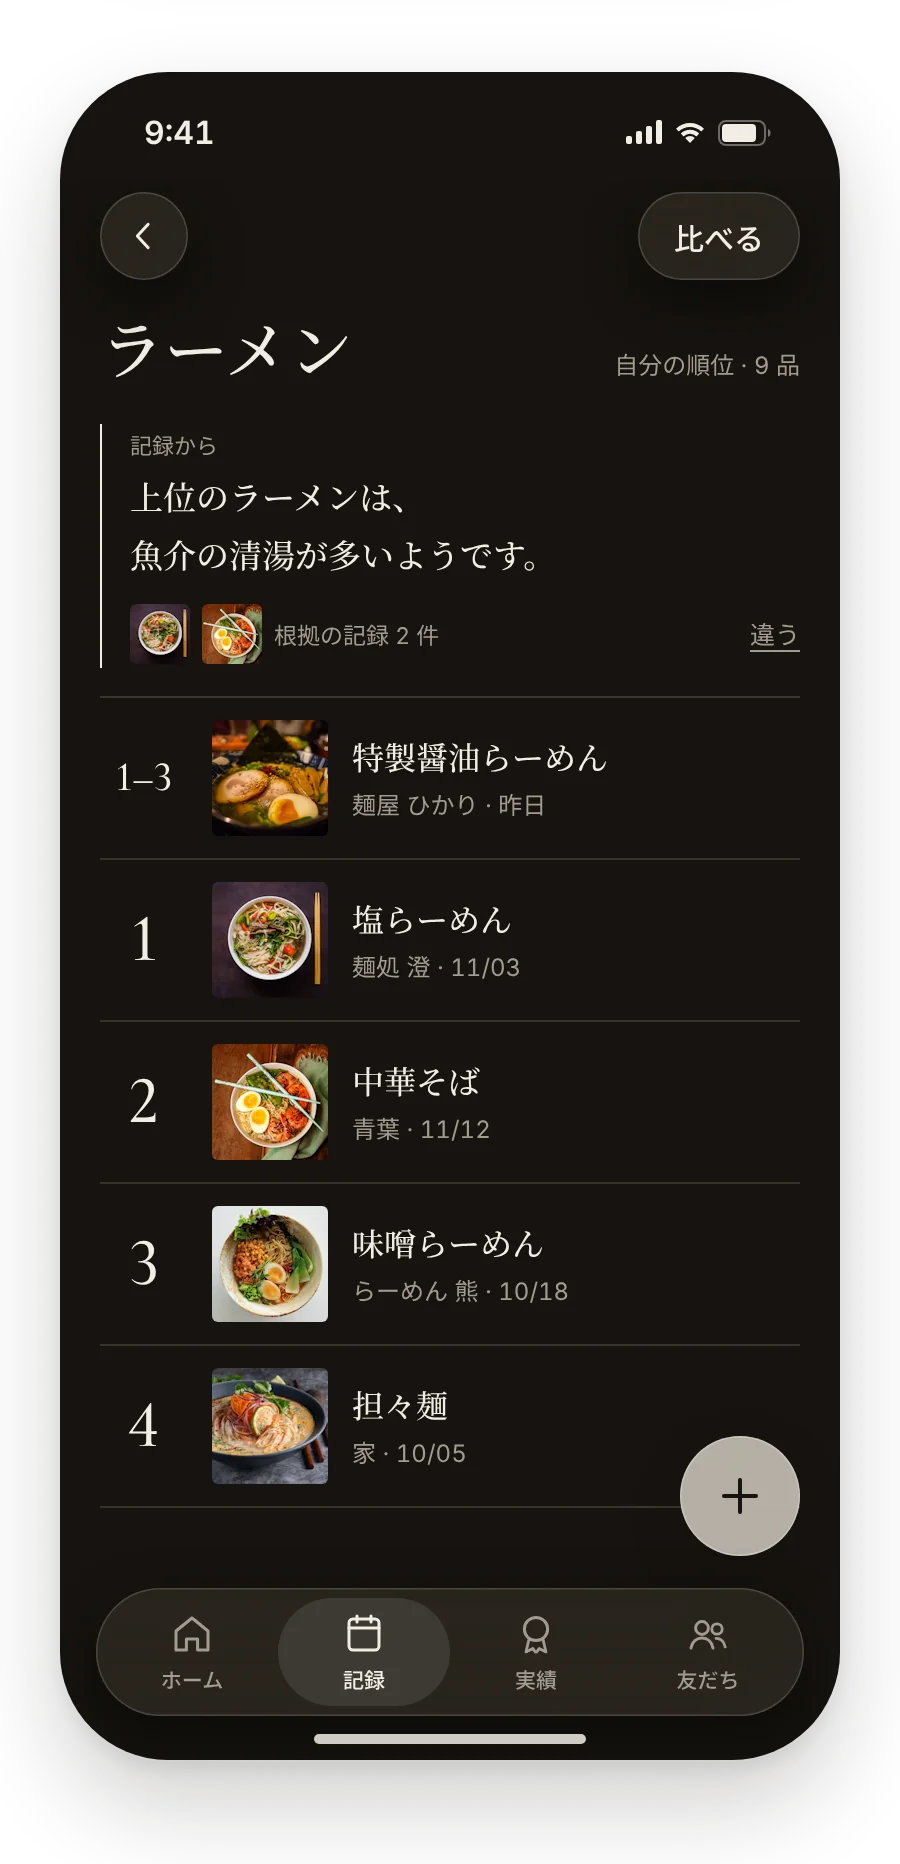 9:41
比べる
ラーメン
自分の順位 · 9 品
記録から
上位のラーメンは、
魚介の清湯が多いようです。
根拠の記録 2 件
違う
1–3
特製醤油らーめん
麺屋 ひかり · 昨日
1
塩らーめん
麺処 澄 · 11/03
2
中華そば
青葉 · 11/12
3
味噌らーめん
らーめん 熊 · 10/18
4
担々麺
家 · 10/05
ホーム
記録
実績
友だち